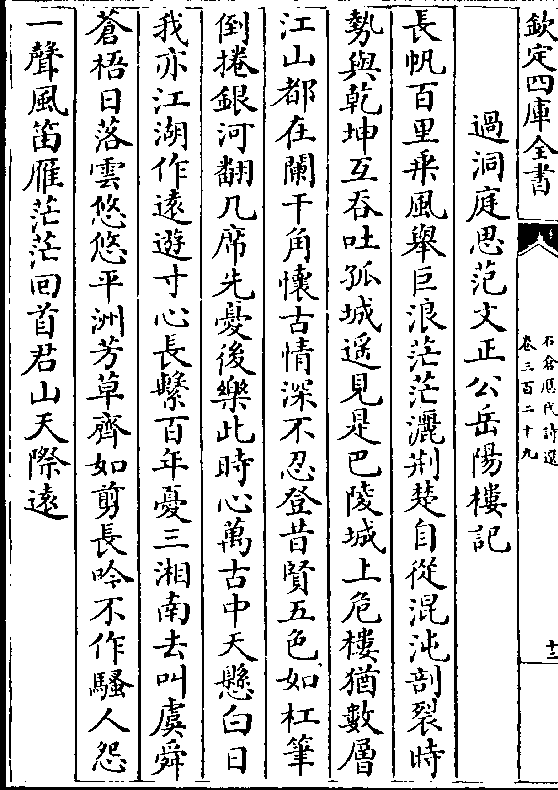 欽定四庫全書
石倉歷代詩選
卷三百二十九
十三
過洞庭思范文正公岳陽樓記
長帆百里乘風舉巨浪茫茫灑荆楚自從混沌剖裂時
勢與乾坤互吞吐孤城遙見是巴陵城上危樓猶數層
江山都在闌干角懷古情深不忍登昔賢五色如杠筆
倒捲銀河翻几席先憂後樂此時心萬古中天懸白日
我亦江湖作遠遊寸心長繫百年憂三湘南去叫虞舜
蒼梧日落雲悠悠平洲芳草齊如剪長吟不作騷人怨
一聲風笛雁茫茫回首君山天際遠